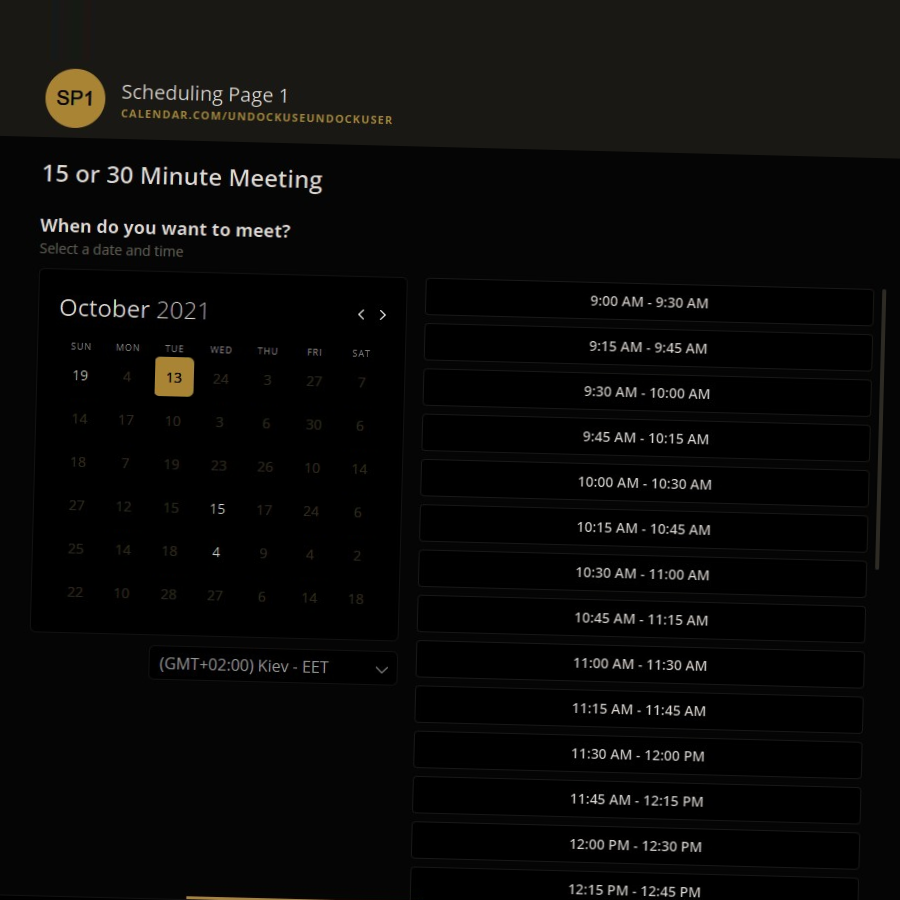 SP1
Scheduling Page 1
CALENDAR.COM/UNDOCKUSEUNDOCKUSER
15 or 30 Minute Meeting
When do you want to meet?
Select a date and time
October 2021
SUN MON TUE WED THU FRI SAT
19 4 13 24 3 27 7
14 17 10 3 6 30 6
18 7 19 23 26 10 14
27 12 15 15 17 24 6
25 14 18 4 9 4 2
22 10 28 27 6 14 18
(GMT+02:00) Kiev - EET
9:00 AM - 9:30 AM
9:15 AM - 9:45 AM
9:30 AM - 10:00 AM
9:45 AM - 10:15 AM
10:00 AM - 10:30 AM
10:15 AM - 10:45 AM
10:30 AM - 11:00 AM
10:45 AM - 11:15 AM
11:00 AM - 11:30 AM
11:15 AM - 11:45 AM
11:30 AM - 12:00 PM
11:45 AM - 12:15 PM
12:00 PM - 12:30 PM
12:15 PM - 12:45 PM